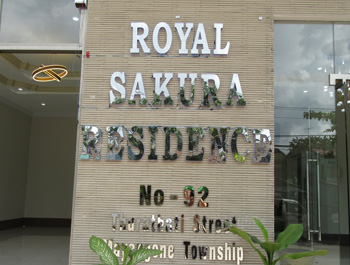 ROYAL
SAKURA
RESIDENCE
No-92
Street
Township